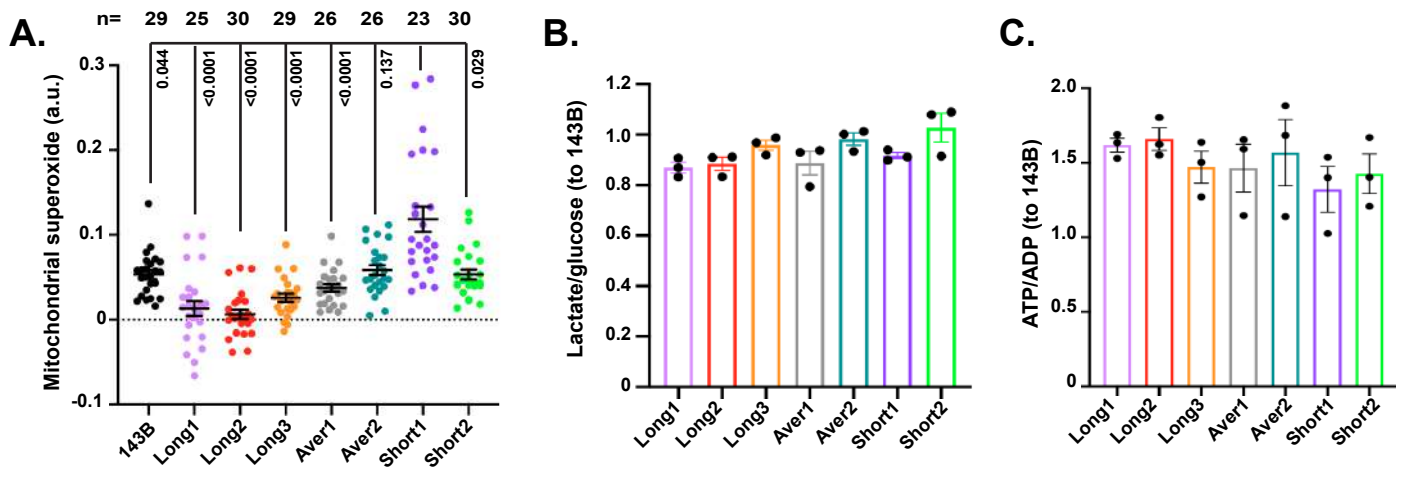 n= 29 25 30 29 26 26 23 30
A.
Mitochondrial superoxide (a.u.)
0.3
0.2
0.1
0
-0.1
0.044
<0.0001
<0.0001
<0.0001
<0.0001
0.137
0.029
143B Long1 Long2 Long3 Aver1 Aver2 Short1 Short2
B.
Lactate/glucose (to 143B)
1.2
1.0
0.8
0.6
0.4
0.2
0
Long1 Long2 Long3 Aver1 Aver2 Short1 Short2
C.
ATP/ADP (to 143B)
2.0
1.5
1.0
0.5
0
Long1 Long2 Long3 Aver1 Aver2 Short1 Short2